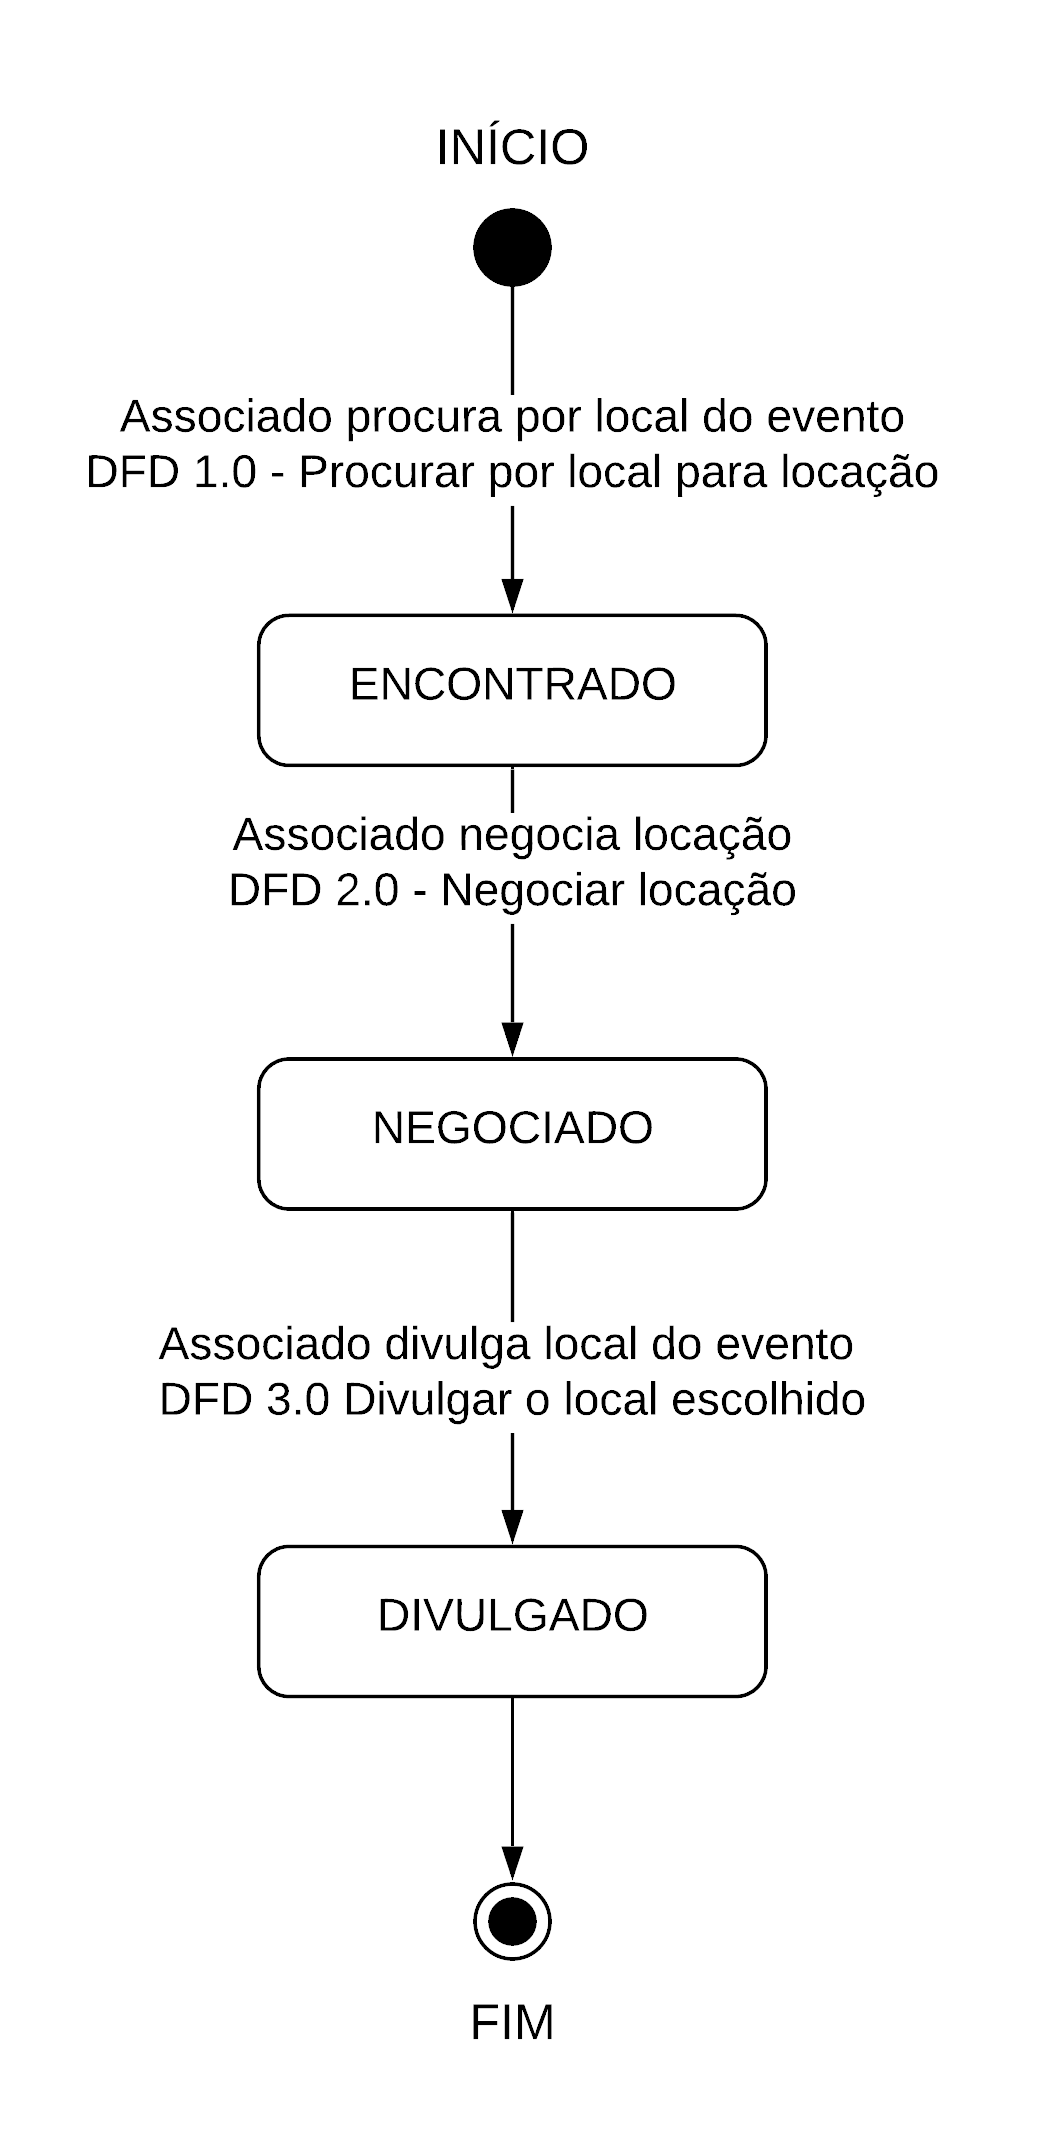 INÍCIO
Associado procura por local do evento
DFD 1.0 - Procurar por local para locação
ENCONTRADO
Associado negocia locação
DFD 2.0 - Negociar locação
NEGOCIADO
Associado divulga local do evento
DFD 3.0 Divulgar o local escolhido
DIVULGADO
FIM